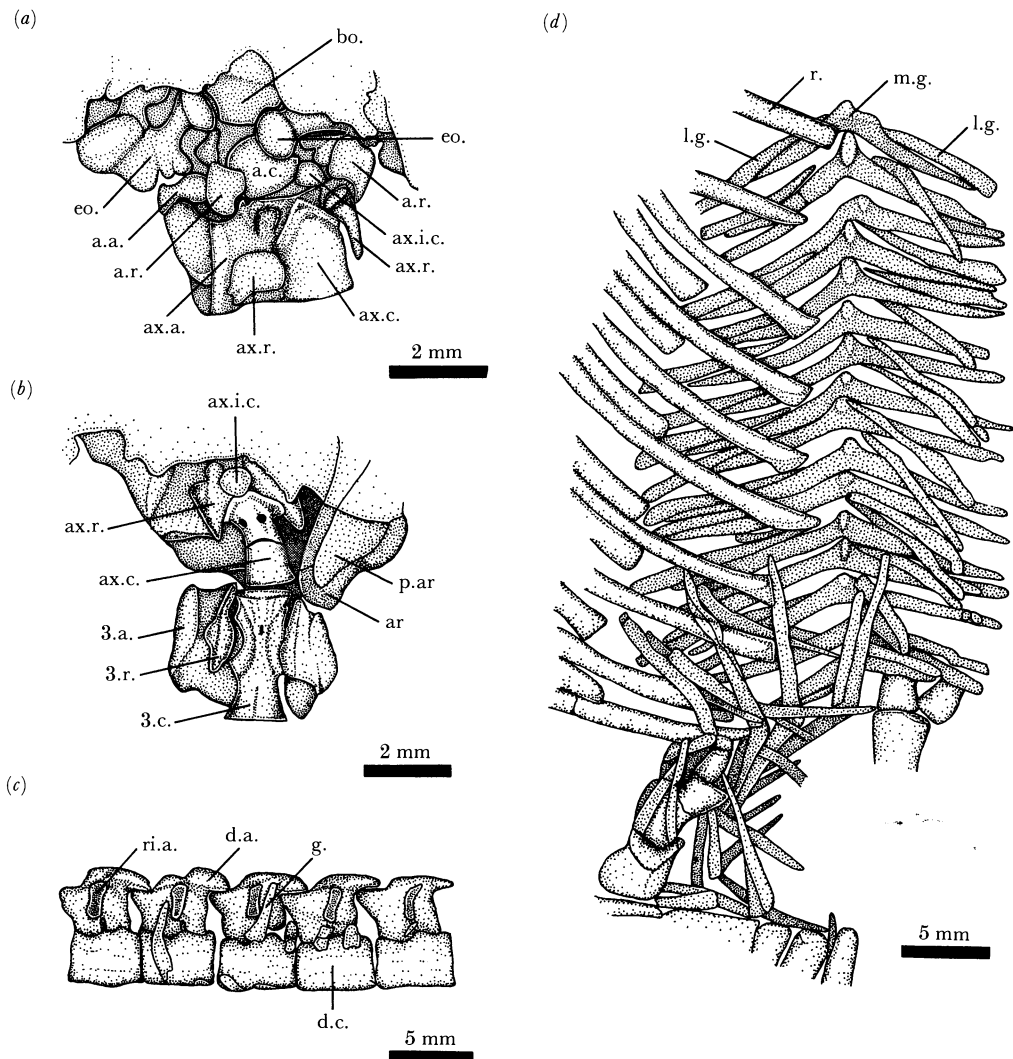 (a)
bo.
eo.
eo.
a.c.
a.a.
a.r.
a.r.
ax.i.c.
ax.r.
ax.a.
ax.r.
ax.c.
2 mm
(b)
ax.i.c.
ax.r.
ax.c.
p.ar
ar
3.a.
3.r.
3.c.
2 mm
(c)
ri.a.
d.a.
g.
d.c.
5 mm
(d)
r.
m.g.
l.g.
l.g.
5 mm